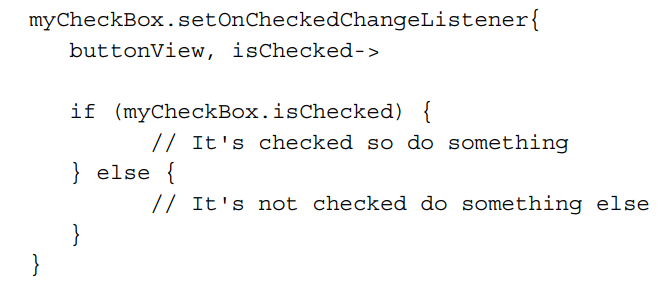 myCheckBox.setOnCheckedChangeListener{
buttonView, isChecked->
if (myCheckBox.isChecked) {
// It's checked so do something
} else {
// It's not checked do something else
}
}